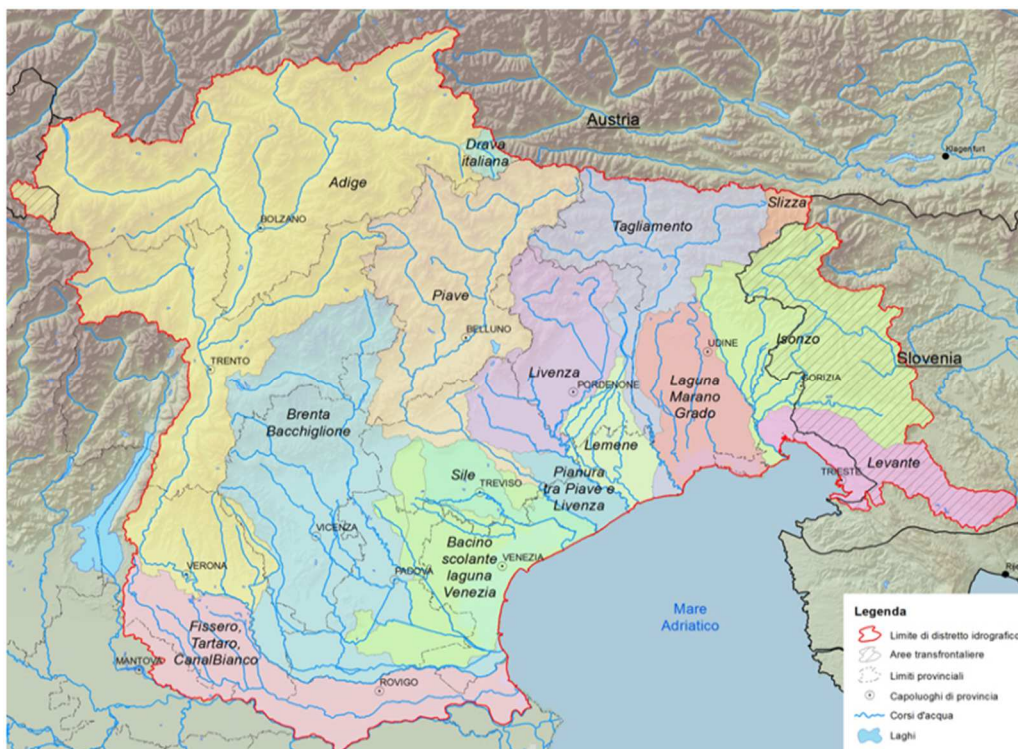 Austria
Klagenfurt
Drava
italiana
Adige
Slizza
Tagliamento
BOLZANO
Piave
BELLUNO
Isonzo
UDINE
Slovenia
TRENTO
Livenza
PORDENONE
GORIZIA
Laguna
Marano
Grado
Brenta
Bacchiglione
Lemene
Levante
TRIESTE
Sile
TREVISO
Pianura
tra Piave e
Livenza
VICENZA
Bacino
scolante
laguna
Venezia
VENEZIA
PADOVA
VERONA
Rij
Mare
Adriatico
Fissero,
Tartaro,
CanalBianco
MANTOVA
ROVIGO
Legenda
Limite di distretto idrografico
Aree transfrontaliere
Limiti provinciali
Capoluoghi di provincia
Corsi d'acqua
Laghi